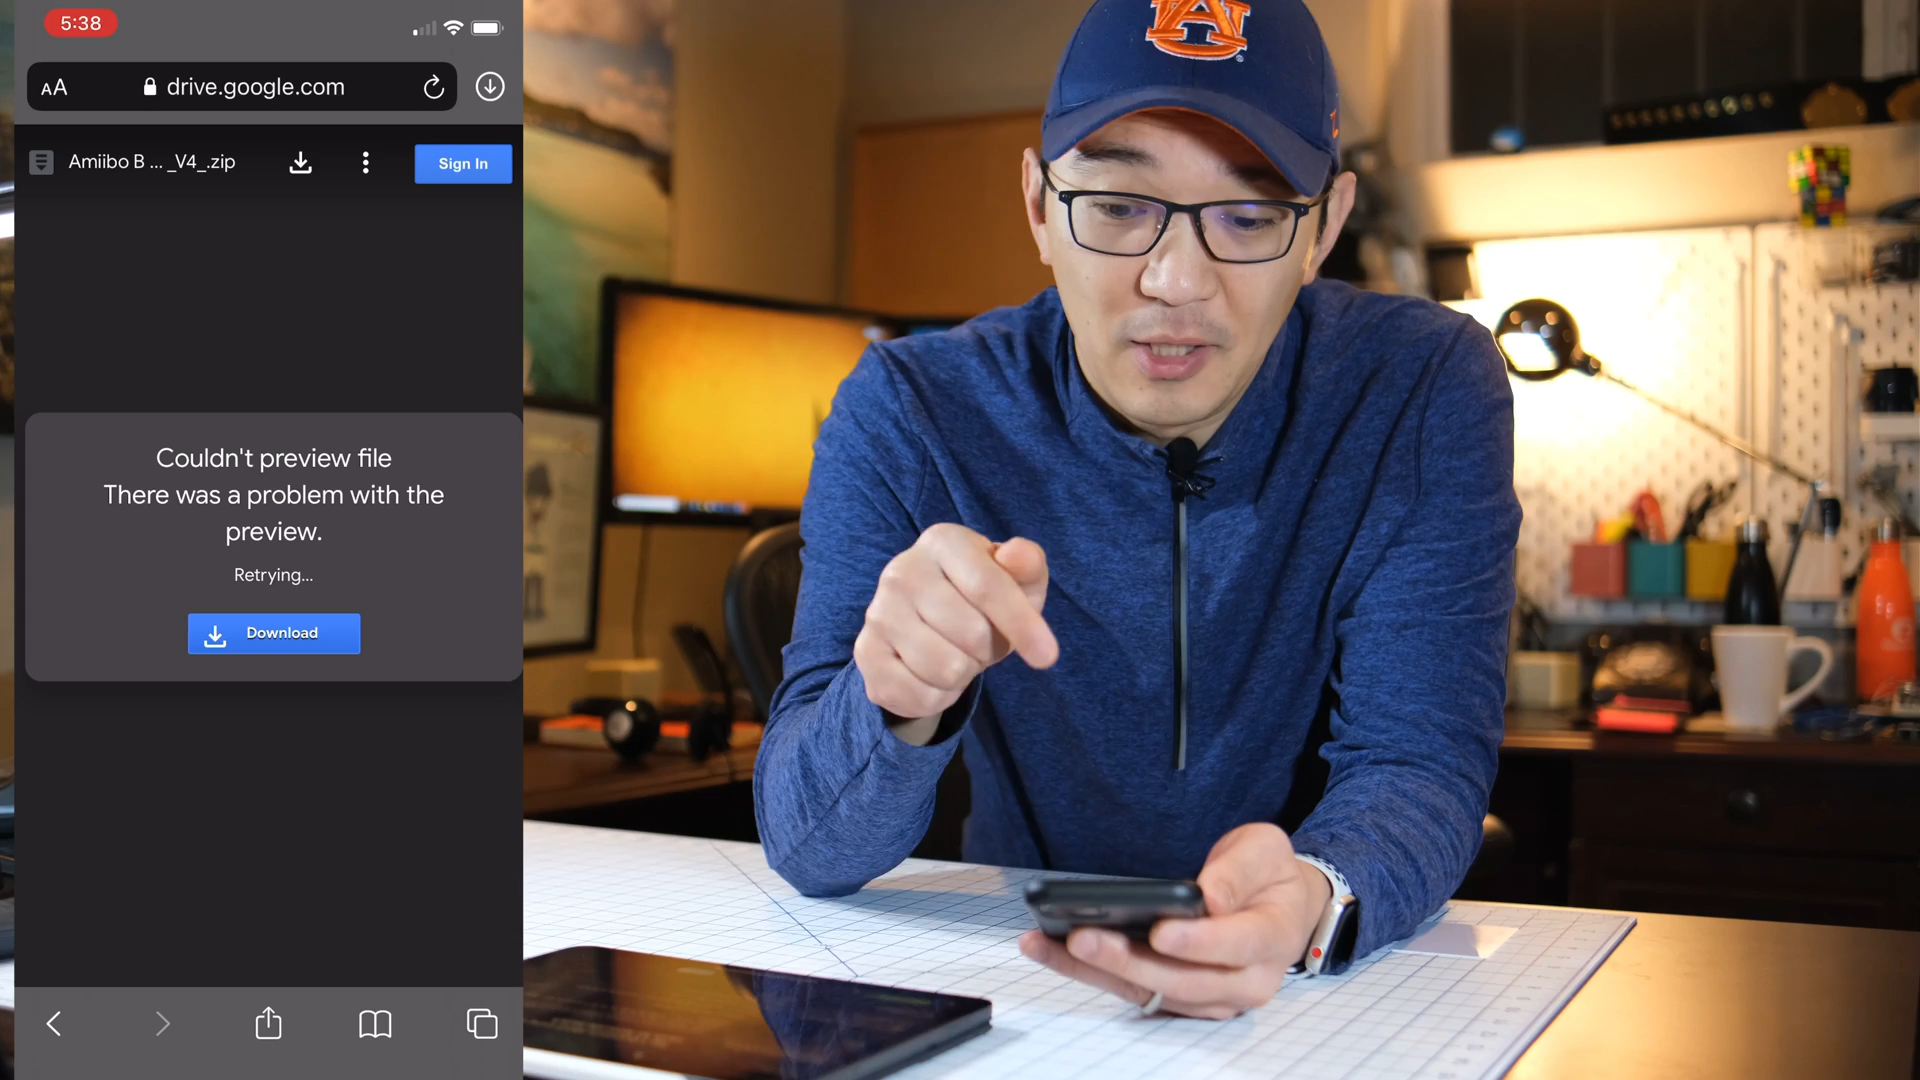 5:38
AA drive.google.com
Amiibo B ... _V4_.zip
Sign In
Couldn't preview file
There was a problem with the
preview.
Retrying...
Download
AU